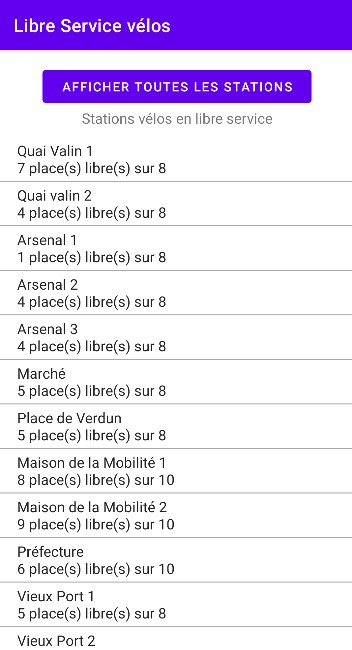 Libre Service vélos
AFFICHER TOUTES LES STATIONS
Stations vélos en libre service
Quai Valin 1
7 place(s) libre(s) sur 8
Quai valin 2
4 place(s) libre(s) sur 8
Arsenal 1
1 place(s) libre(s) sur 8
Arsenal 2
4 place(s) libre(s) sur 8
Arsenal 3
4 place(s) libre(s) sur 8
Marché
5 place(s) libre(s) sur 8
Place de Verdun
5 place(s) libre(s) sur 8
Maison de la Mobilité 1
8 place(s) libre(s) sur 10
Maison de la Mobilité 2
9 place(s) libre(s) sur 10
Préfecture
6 place(s) libre(s) sur 10
Vieux Port 1
5 place(s) libre(s) sur 8
Vieux Port 2